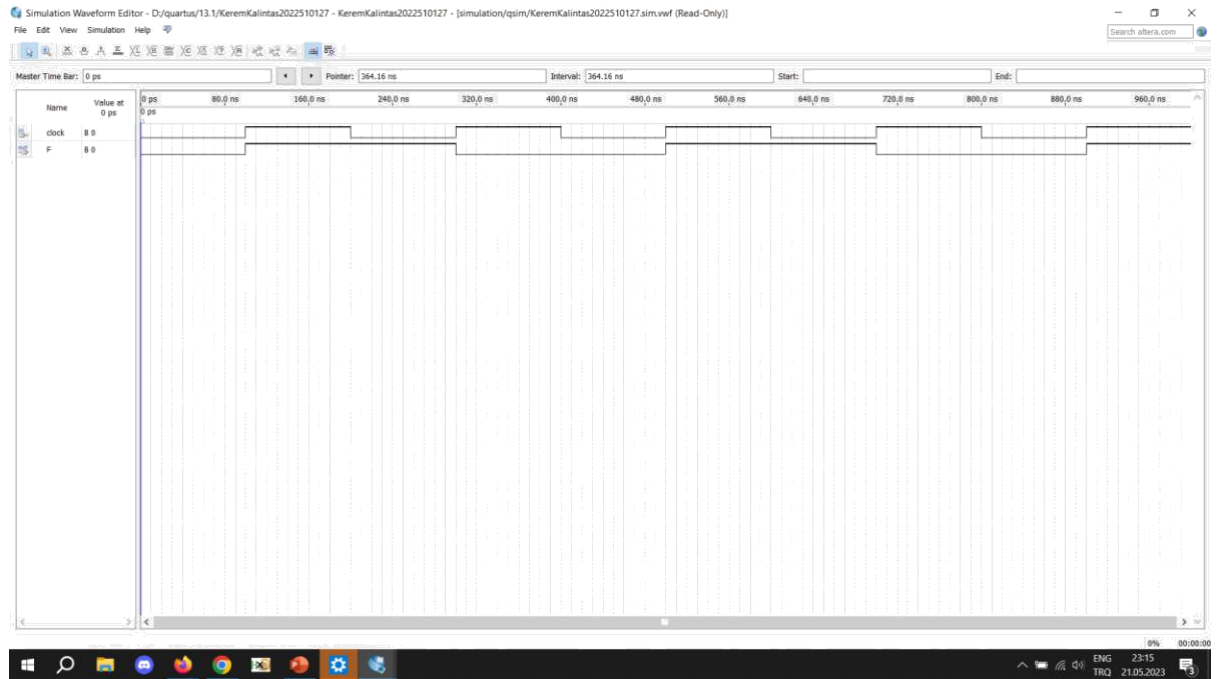 Simulation Waveform Editor - D:/quartus/13.1/KeremKalintas2022510127 - KeremKalintas2022510127 - [simulation/qsim/KeremKalintas2022510127.sim.vwf (Read-Only)]
File Edit View Simulation Help
Search altera.com
Master Time Bar: 0 ps Pointer: 364.16 ns Interval: 364.16 ns Start: End:
Name Value at 0 ps
0 ps 80.0 ns 160.0 ns 240.0 ns 320.0 ns 400.0 ns 480.0 ns 560.0 ns 640.0 ns 720.0 ns 800.0 ns 880.0 ns 960.0 ns
0 ps
clock B 0
F B 0
0% 00:00:00
ENG 23:15
TRQ 21.05.2023
3